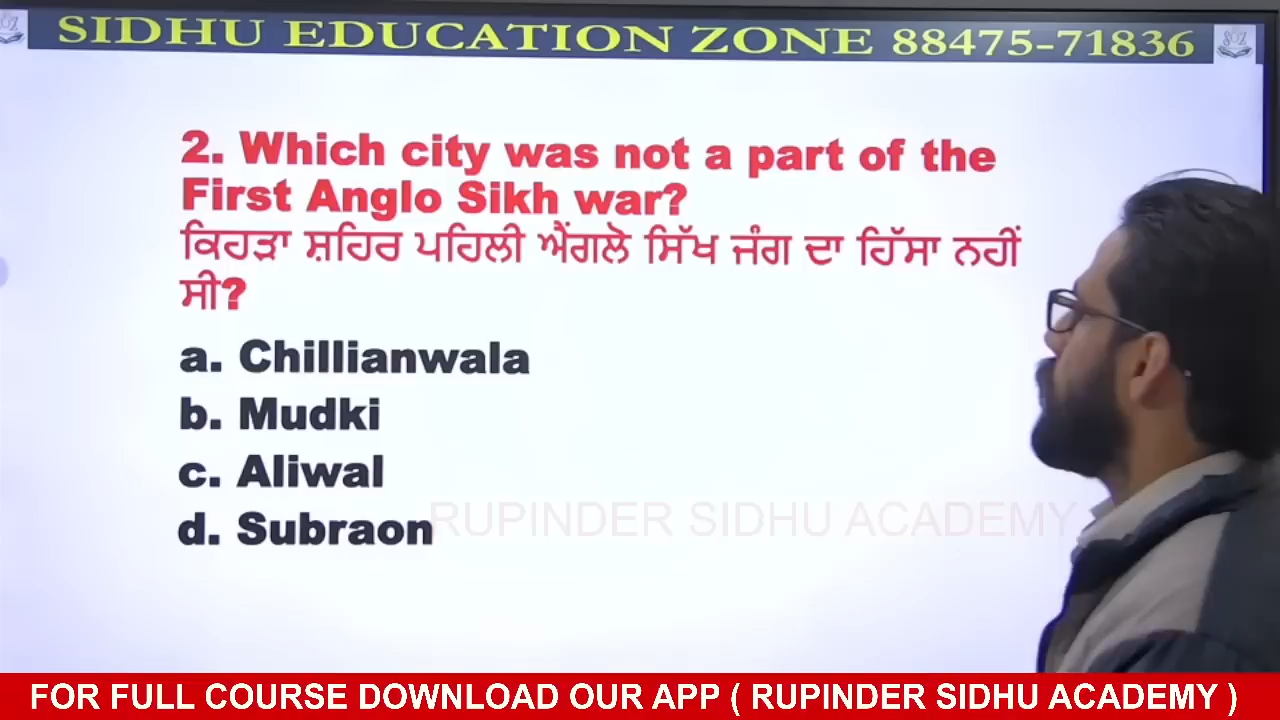 SIDHU EDUCATION ZONE 88475-71836
2. Which city was not a part of the
First Anglo Sikh war?
ਕਿਹੜਾ ਸ਼ਹਿਰ ਪਹਿਲੀ ਐਂਗਲੋ ਸਿੱਖ ਜੰਗ ਦਾ ਹਿੱਸਾ ਨਹੀਂ
ਸੀ?
a. Chillianwala
b. Mudki
c. Aliwal
d. Subraon
RUPINDER SIDHU ACADEMY
FOR FULL COURSE DOWNLOAD OUR APP ( RUPINDER SIDHU ACADEMY )